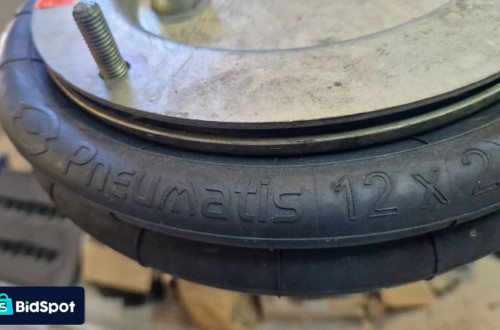 Pneumatis 12 x 2
BidSpot